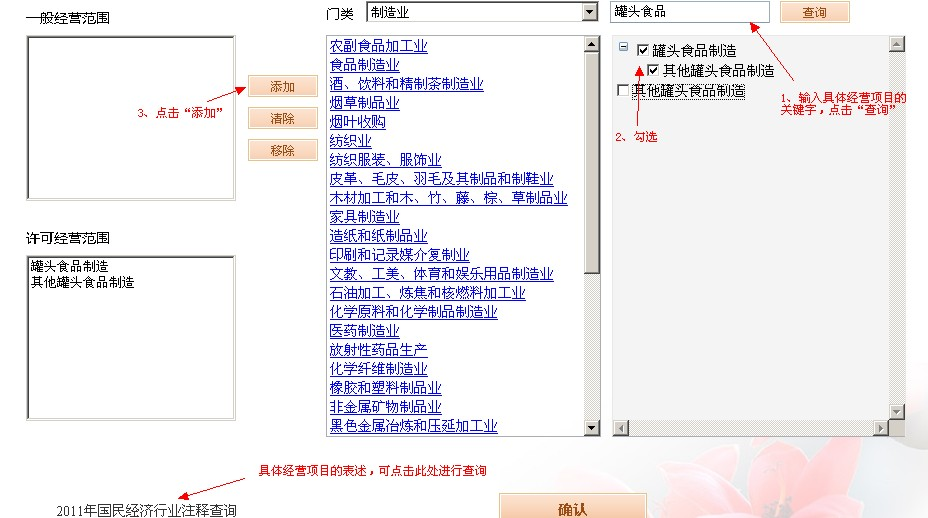 一般经营范围
门类
制造业
罐头食品
查询
添加
清除
移除
3、点击“添加”
许可经营范围
罐头食品制造
其他罐头食品制造
农副食品加工业
食品制造业
酒、饮料和精制茶制造业
烟草制品业
烟叶收购
纺织业
纺织服装、服饰业
皮革、毛皮、羽毛及其制品和制鞋业
木材加工和木、竹、藤、棕、草制品业
家具制造业
造纸和纸制品业
印刷和记录媒介复制业
文教、工美、体育和娱乐用品制造业
石油加工、炼焦和核燃料加工业
化学原料和化学制品制造业
医药制造业
放射性药品生产
化学纤维制造业
橡胶和塑料制品业
非金属矿物制品业
黑色金属冶炼和压延加工业
罐头食品制造
其他罐头食品制造
其他罐头食品制造
1、输入具体经营项目的
关键字，点击“查询”
2、勾选
具体经营项目的表述，可点击此处进行查询
2011年国民经济行业注释查询
确认